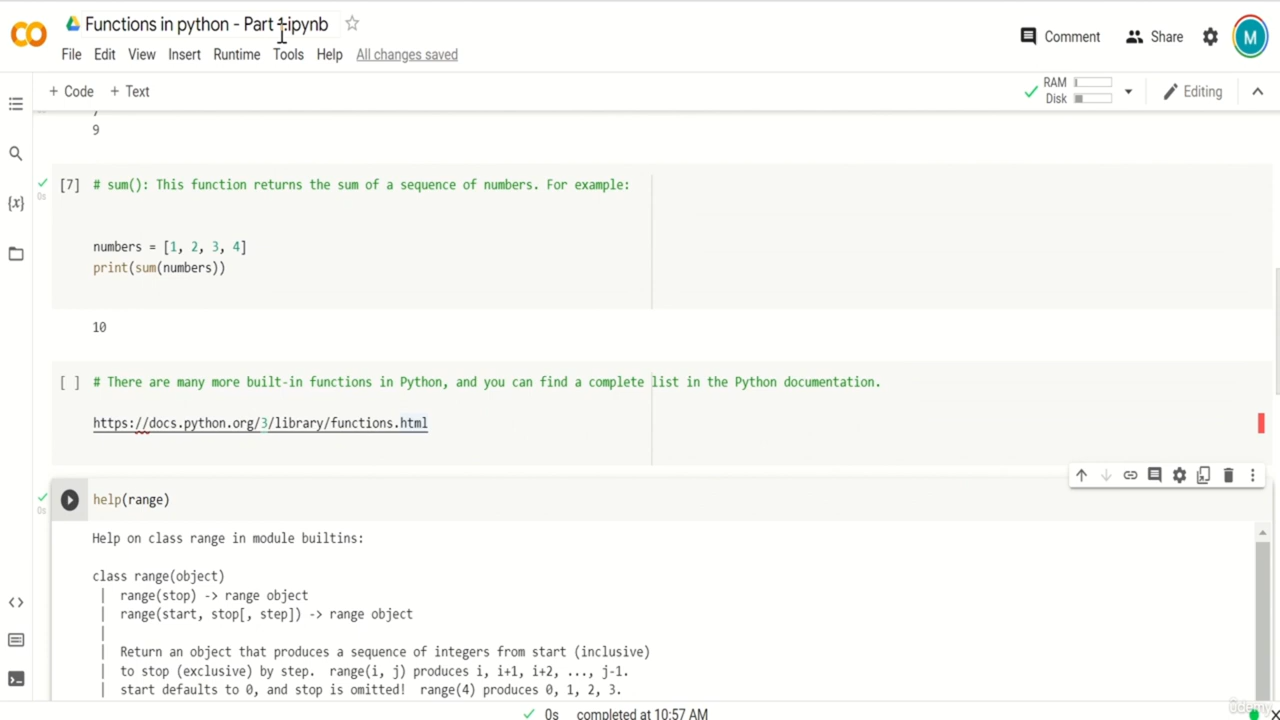 Functions in python - Part 1.ipynb
Comment
Share
M
File Edit View Insert Runtime Tools Help All changes saved
+ Code + Text
RAM
Disk
Editing
9
[7] # sum(): This function returns the sum of a sequence of numbers. For example:
0s
numbers = [1, 2, 3, 4]
print(sum(numbers))
10
[ ] # There are many more built-in functions in Python, and you can find a complete list in the Python documentation.
https://docs.python.org/3/library/functions.html
help(range)
0s
Help on class range in module builtins:
class range(object)
| range(stop) -> range object
| range(start, stop[, step]) -> range object
|
| Return an object that produces a sequence of integers from start (inclusive)
| to stop (exclusive) by step. range(i, j) produces i, i+1, i+2, ..., j-1.
| start defaults to 0, and stop is omitted! range(4) produces 0, 1, 2, 3.
0s completed at 10:57 AM
udemy